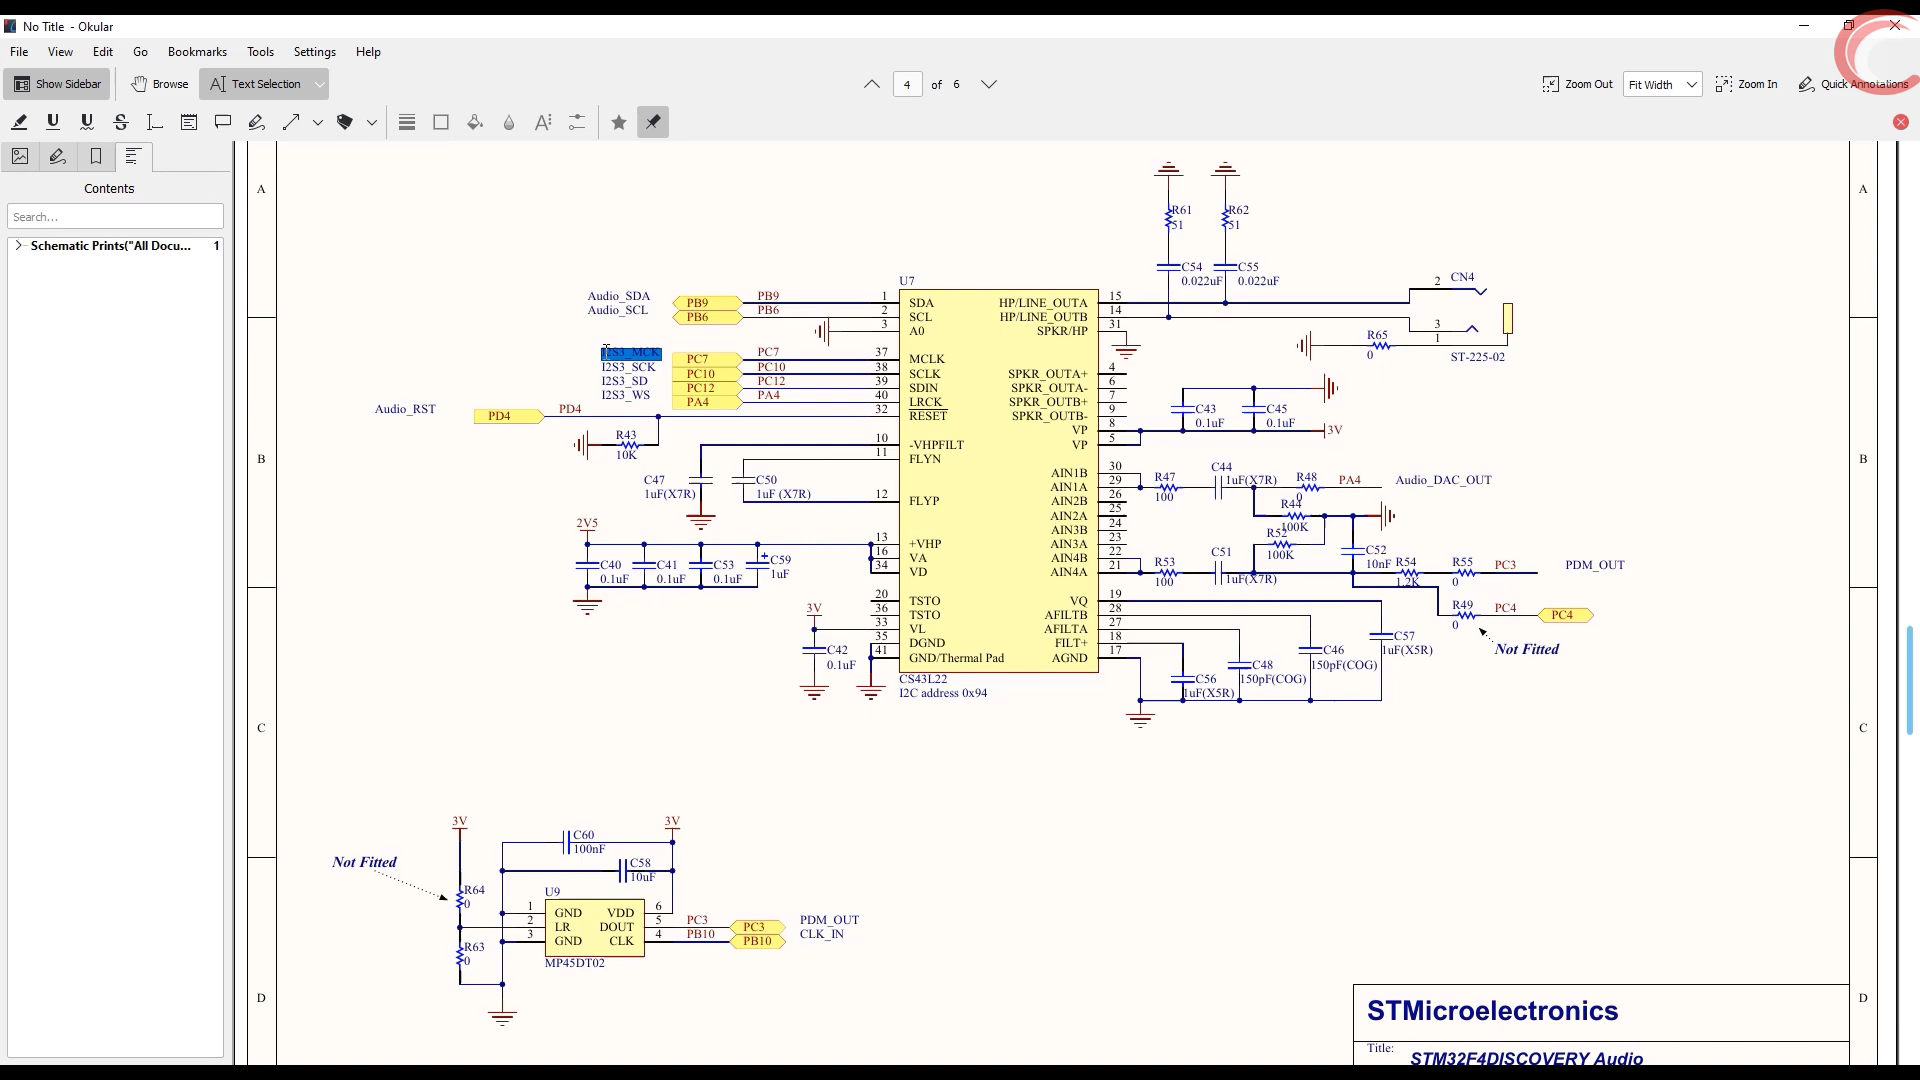 No Title - Okular
File View Edit Go Bookmarks Tools Settings Help
Show Sidebar Browse Text Selection 4 of 6 Zoom Out Fit Width Zoom In Quick Annotations
Contents
Search...
Schematic Prints("All Docu... 1
A A
B B
C C
D D
R61
51
R62
51
C54
0.022uF
C55
0.022uF
U7
Audio_SDA PB9 PB9 1 SDA
Audio_SCL PB6 PB6 2 SCL
3 A0
I2S3_MCK PC7 PC7 37 MCLK
I2S3_SCK PC10 PC10 38 SCLK
I2S3_SD PC12 PC12 39 SDIN
I2S3_WS PA4 PA4 40 LRCK
Audio_RST PD4 PD4 32 RESET
R43
10K
10 -VHPFILT
11 FLYN
C47
1uF(X7R)
C50
1uF (X7R)
12 FLYP
2V5
13 +VHP
16 VA
34 VD
C40
0.1uF
C41
0.1uF
C53
0.1uF
+
C59
1uF
20 TSTO
36 TSTO
3V
33 VL
35 DGND
41 GND/Thermal Pad
C42
0.1uF
CS43L22
I2C address 0x94
HP/LINE_OUTA 15
HP/LINE_OUTB 14
SPKR/HP 31
SPKR_OUTA+ 4
SPKR_OUTA- 6
SPKR_OUTB+ 7
SPKR_OUTB- 9
VP 8
VP 5
AIN1B 30
AIN1A 29
AIN2B 26
AIN2A 25
AIN3B 24
AIN3A 23
AIN4B 22
AIN4A 21
VQ 19
AFILTB 28
AFILTA 27
FILT+ 18
AGND 17
2 CN4
3
1
R65
0
ST-225-02
C43
0.1uF
C45
0.1uF
3V
R47
100
C44
1uF(X7R)
R48
0
PA4 Audio_DAC_OUT
R44
100K
R52
100K
R53
100
C51
1uF(X7R)
C52
10nF
R54
1.2K
R55
0
PC3 PDM_OUT
R49
0
PC4 PC4
Not Fitted
C57
1uF(X5R)
C46
150pF(COG)
C48
150pF(COG)
C56
1uF(X5R)
3V 3V
C60
100nF
C58
10uF
Not Fitted
R64
0
R63
0
U9
1 GND VDD 6
2 LR DOUT 5 PC3 PC3 PDM_OUT
3 GND CLK 4 PB10 PB10 CLK_IN
MP45DT02
STMicroelectronics
Title:
STM32F4DISCOVERY Audio